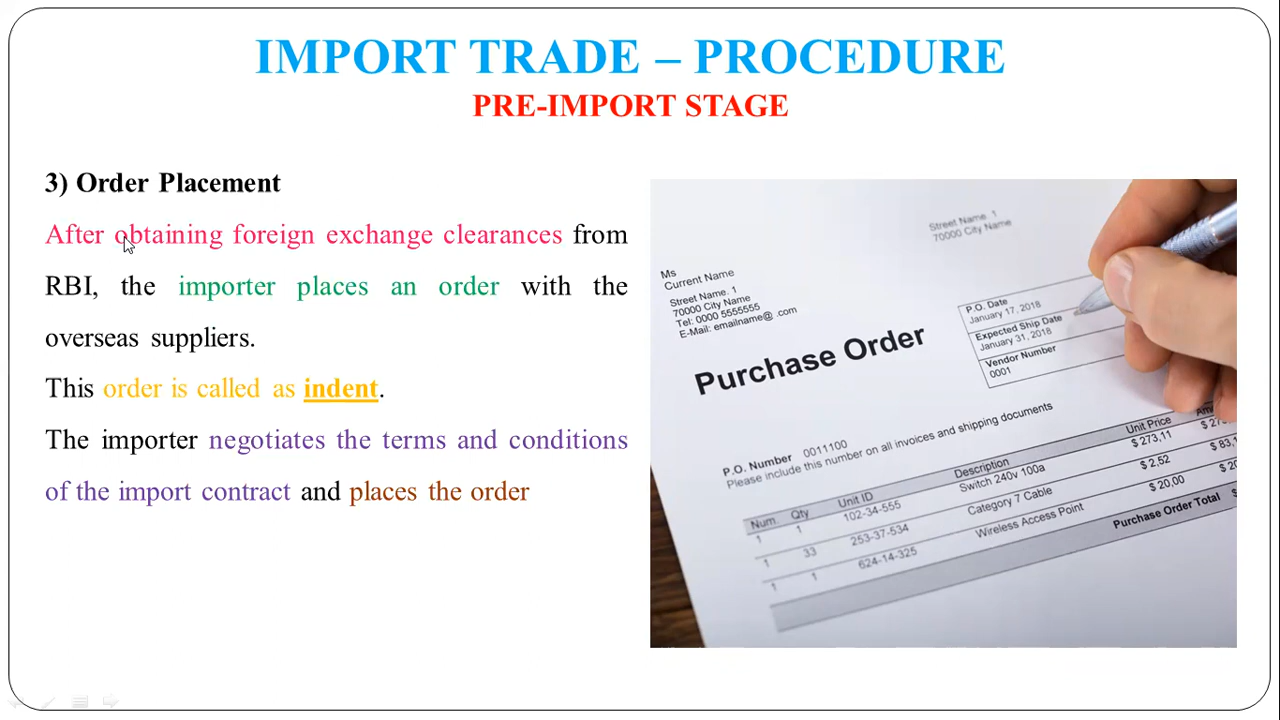 IMPORT TRADE – PROCEDURE
PRE-IMPORT STAGE
3) Order Placement
After obtaining foreign exchange clearances from
RBI, the importer places an order with the
overseas suppliers.
This order is called as indent.
The importer negotiates the terms and conditions
of the import contract and places the order
Street Name. 1
70000 City Name
Ms
Current Name
Street Name. 1
70000 City Name
Tel: 0000 5555555
E-Mail: emailname@ .com
P.O. Date
January 17, 2018
Expected Ship Date
January 31, 2018
Vendor Number
0001
Purchase Order
P.O. Number 0011100
Please include this number on all invoices and shipping documents
Num. Qty Unit ID Description Unit Price
1 1 102-34-555 Switch 240v 100a $ 273,11
1 33 253-37-534 Category 7 Cable $ 2,52
1 1 624-14-325 Wireless Access Point $ 20.00
Purchase Order Total